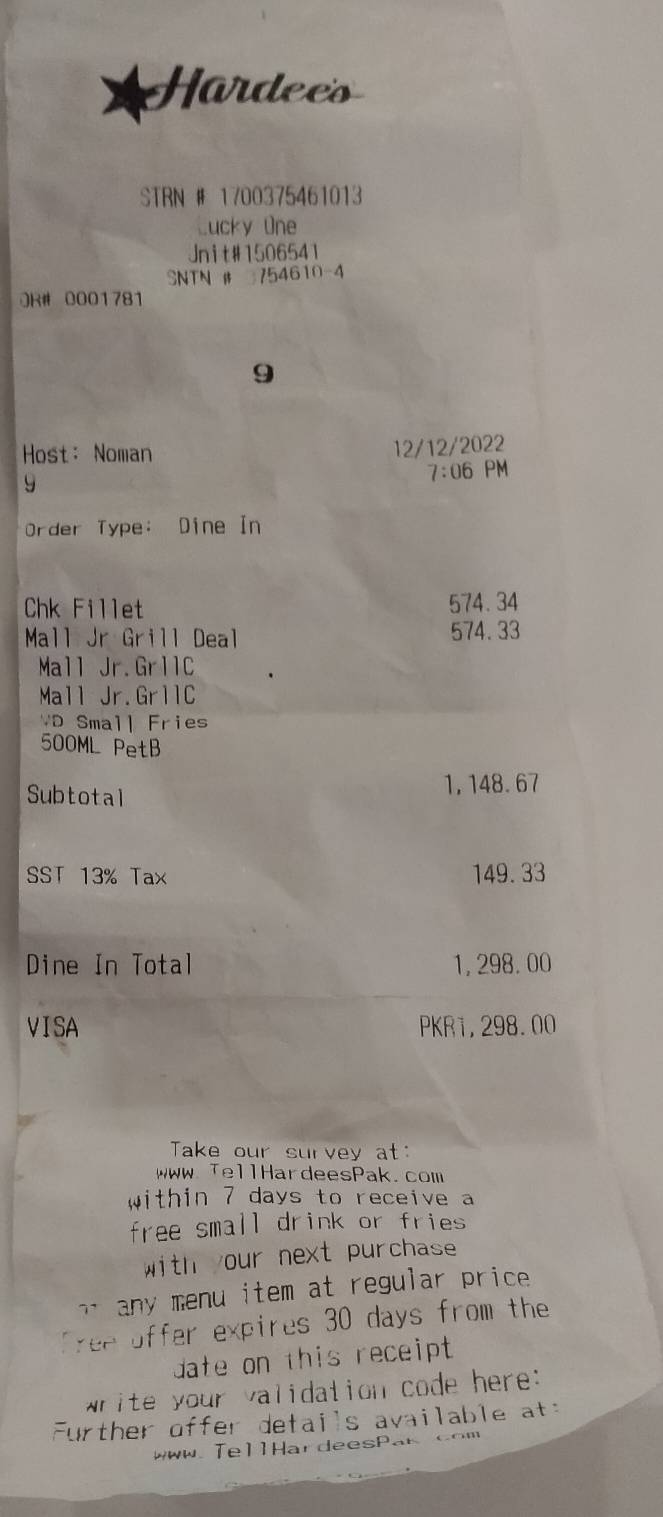 Hardee's
STRN # 1700375461013
Lucky One
Unit#1506541
SNTN # 3754610-4
OR# 0001781
9
Host: Noman
12/12/2022
9
7:06 PM
Order Type: Dine In
Chk Fillet 574.34
Mall Jr Grill Deal 574.33
Mall Jr.GrllC
Mall Jr.GrllC
VD Small Fries
500ML PetB
Subtotal 1,148.67
SST 13% Tax 149.33
Dine In Total 1,298.00
VISA PKR1,298.00
Take our survey at:
www.TellHardeesPak.com
within 7 days to receive a
free small drink or fries
with your next purchase
any menu item at regular price
Free offer expires 30 days from the
date on this receipt
Write your validation code here:
Further offer details available at:
www.TellHardeesPak.com